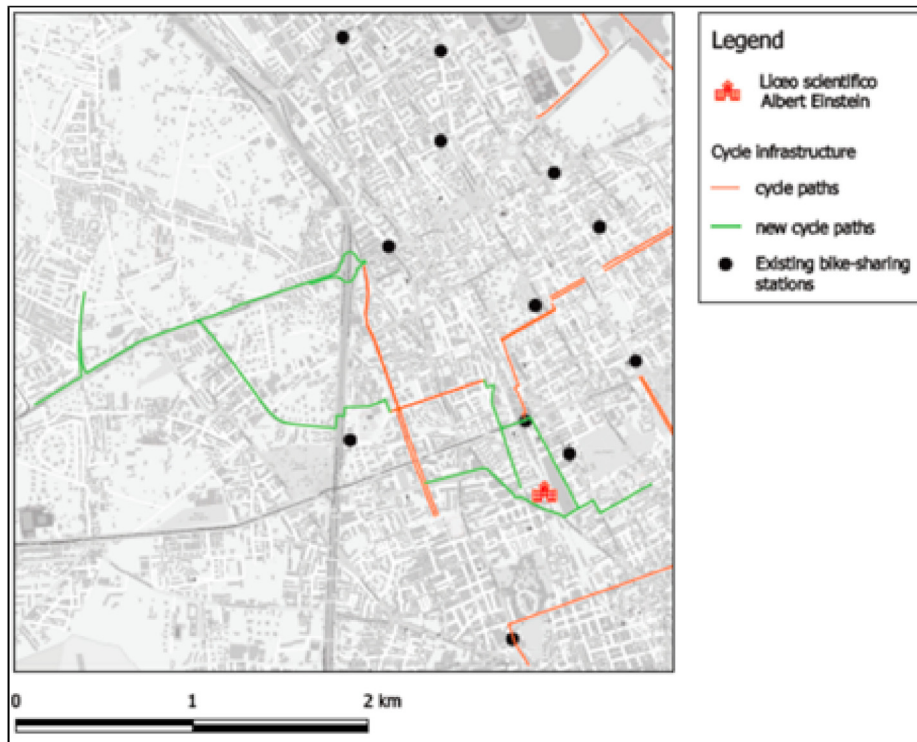 Legend
Liceo scientifico
Albert Einstein
Cycle infrastructure
cycle paths
new cycle paths
Existing bike-sharing
stations
0 1 2 km